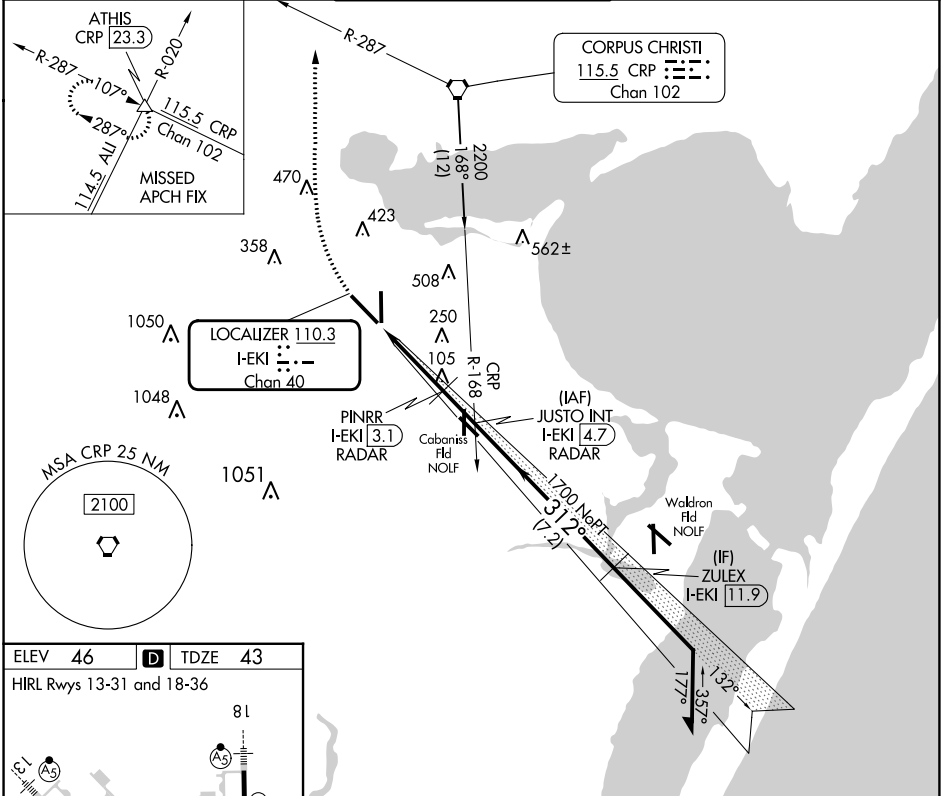 ATHIS
CRP 23.3
R-287
107°
R-020
287°
115.5 CRP
Chan 102
114.5 ALI
MISSED
APCH FIX
R-287
CORPUS CHRISTI
115.5 CRP
Chan 102
2200
168°
(12)
470
423
562±
358
508
1050
LOCALIZER 110.3
I-EKI
Chan 40
250
105
CRP
R-168
1048
PINRR
I-EKI 3.1
RADAR
Cabaniss
Fld
NOLF
(IAF)
JUSTO INT
I-EKI 4.7
RADAR
MSA CRP 25 NM
2100
1051
1700 NoPT
312°
(7.2)
Waldron
Fld
NOLF
(IF)
ZULEX
I-EKI 11.9
132°
177°
357°
ELEV 46 D TDZE 43
HIRL Rwys 13-31 and 18-36
18
A5
13
A5